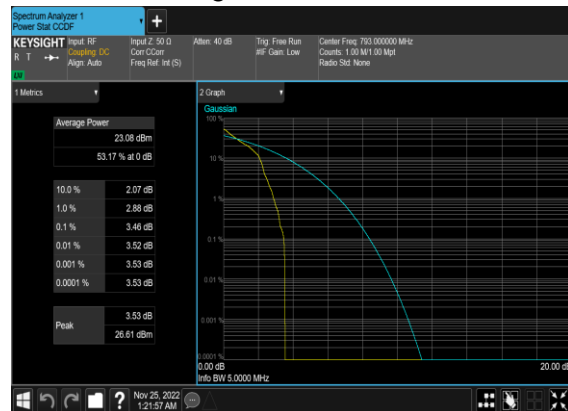 Spectrum Analyzer 1
Power Stat CCDF
KEYSIGHT
R T
LW
Input: RF
Coupling: DC
Align: Auto
Input Z: 50 Ω
Corr CCorr
Freq Ref: Int (S)
Atten: 40 dB
Trig: Free Run
#IF Gain: Low
Center Freq: 793.000000 MHz
Counts: 1.00 M/1.00 Mpt
Radio Std: None
1 Metrics
Average Power
23.08 dBm
53.17 % at 0 dB
10.0 % 2.07 dB
1.0 % 2.88 dB
0.1 % 3.46 dB
0.01 % 3.52 dB
0.001 % 3.53 dB
0.0001 % 3.53 dB
Peak
3.53 dB
26.61 dBm
2 Graph
Gaussian
100 %
10 %
1 %
0.1 %
0.01 %
0.001 %
0.0001 %
0.00 dB
20.00 dB
Info BW 5.0000 MHz
?
Nov 25, 2022
1:21:57 AM